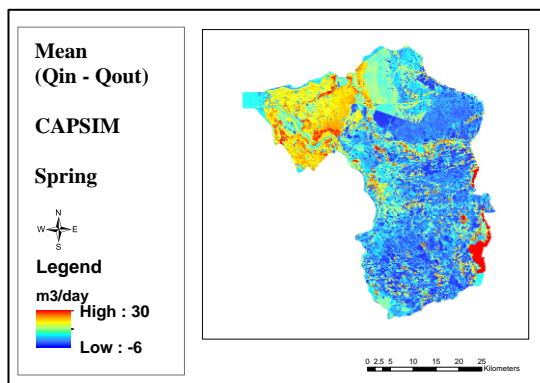 Mean
(Qin - Qout)
CAPSIM
Spring
N
W E
S
Legend
m3/day
High : 30
Low : -6
0 2.5 5 10 15 20 25
Kilometers